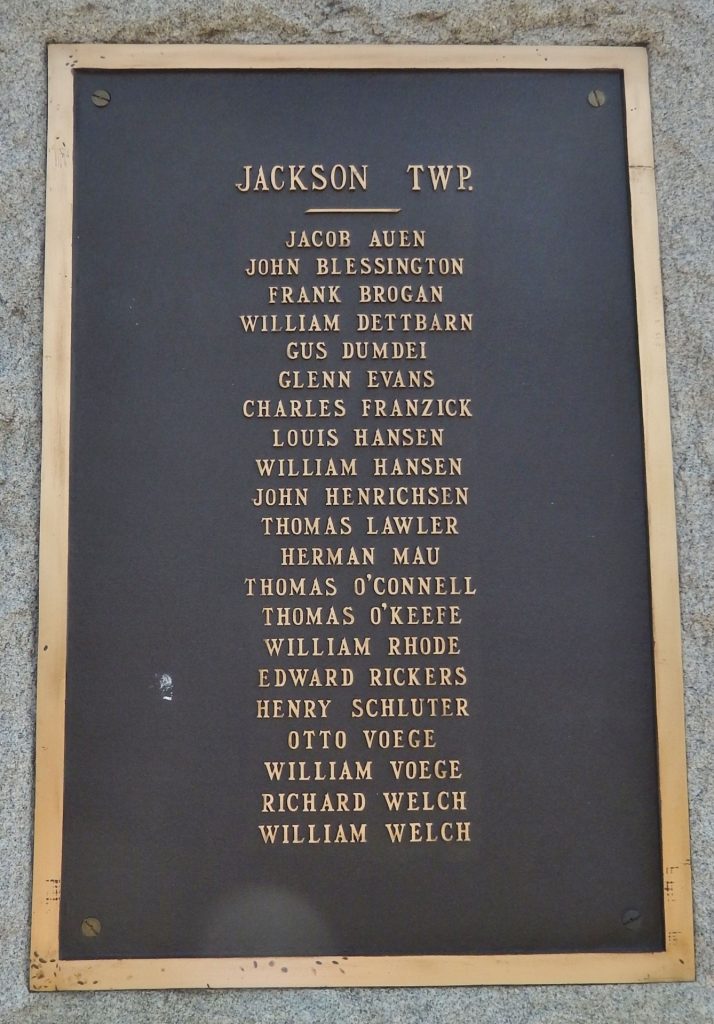 JACKSON TWP.
JACOB AUEN
JOHN BLESSINGTON
FRANK BROGAN
WILLIAM DETTBARN
GUS DUMDEI
GLENN EVANS
CHARLES FRANZICK
LOUIS HANSEN
WILLIAM HANSEN
JOHN HENRICHSEN
THOMAS LAWLER
HERMAN MAU
THOMAS O'CONNELL
THOMAS O'KEEFE
WILLIAM RHODE
EDWARD RICKERS
HENRY SCHLUTER
OTTO VOEGE
WILLIAM VOEGE
RICHARD WELCH
WILLIAM WELCH